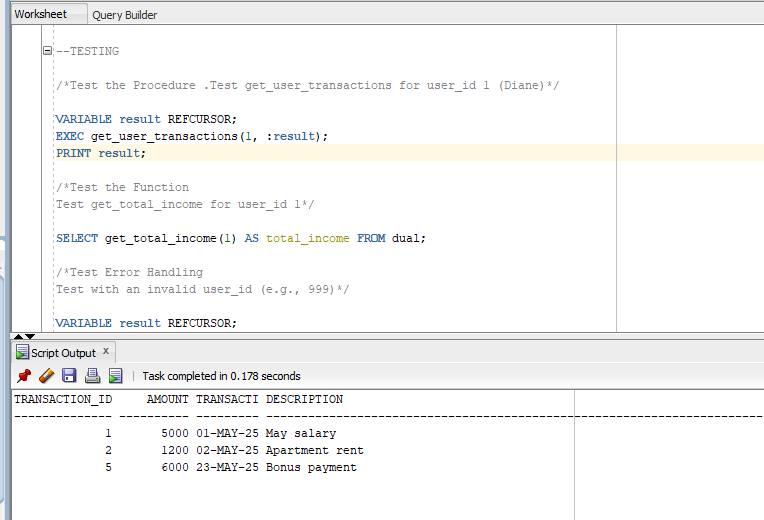 Worksheet Query Builder
--TESTING
/*Test the Procedure .Test get_user_transactions for user_id 1 (Diane)*/
VARIABLE result REFCURSOR;
EXEC get_user_transactions(1, :result);
PRINT result;
/*Test the Function
Test get_total_income for user_id 1*/
SELECT get_total_income(1) AS total_income FROM dual;
/*Test Error Handling
Test with an invalid user_id (e.g., 999)*/
VARIABLE result REFCURSOR;
Script Output x
Task completed in 0.178 seconds
TRANSACTION_ID AMOUNT TRANSACTI DESCRIPTION
-------------- ---------- --------- ----------------------------------------------------------------------
1 5000 01-MAY-25 May salary
2 1200 02-MAY-25 Apartment rent
5 6000 23-MAY-25 Bonus payment